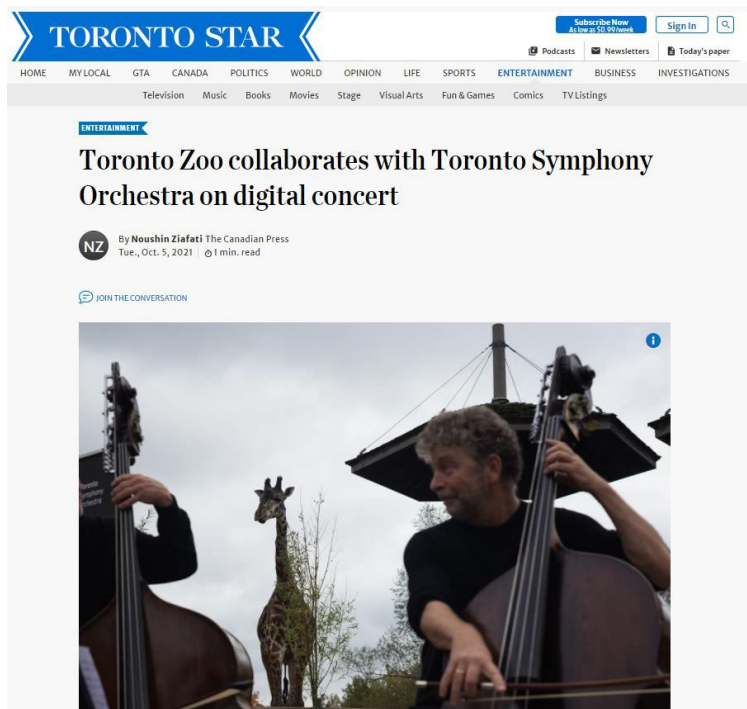 TORONTO STAR
Subscribe Now
As low as $0.99/week
Sign In
Podcasts
Newsletters
Today's paper
HOME MY LOCAL GTA CANADA POLITICS WORLD OPINION LIFE SPORTS ENTERTAINMENT BUSINESS INVESTIGATIONS
Television Music Books Movies Stage Visual Arts Fun & Games Comics TV Listings
ENTERTAINMENT
Toronto Zoo collaborates with Toronto Symphony
Orchestra on digital concert
NZ
By Noushin Ziafati The Canadian Press
Tue., Oct. 5, 2021 1 min. read
JOIN THE CONVERSATION
i
Toronto
Symphony
Orchestra